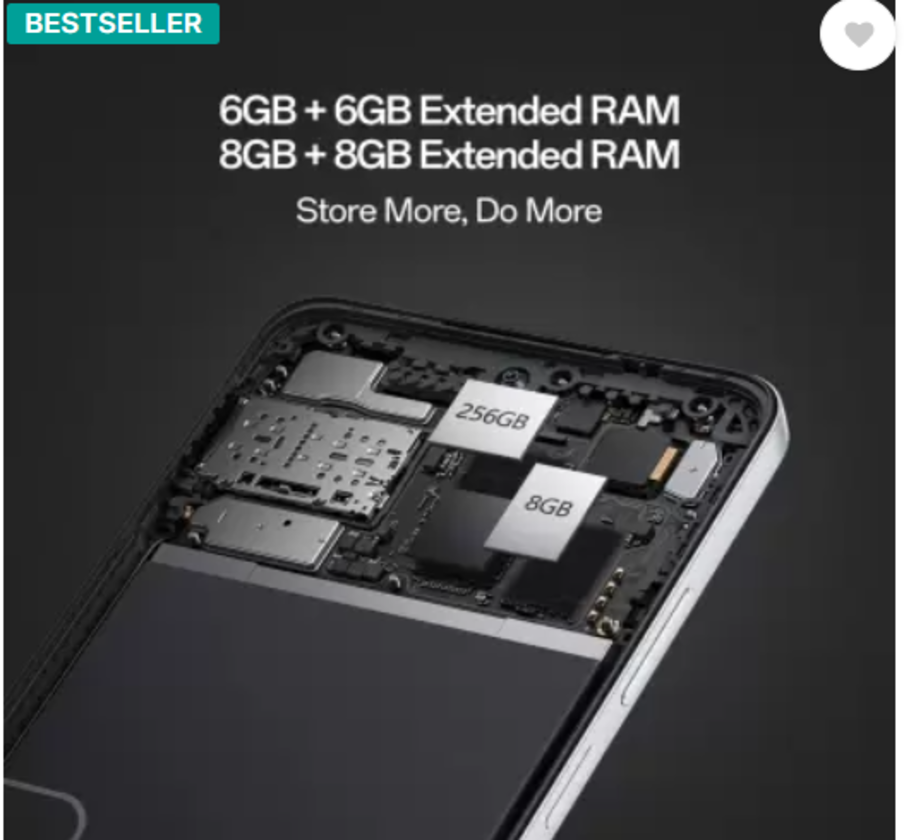 BESTSELLER
6GB + 6GB Extended RAM
8GB + 8GB Extended RAM
Store More, Do More
256GB
8GB